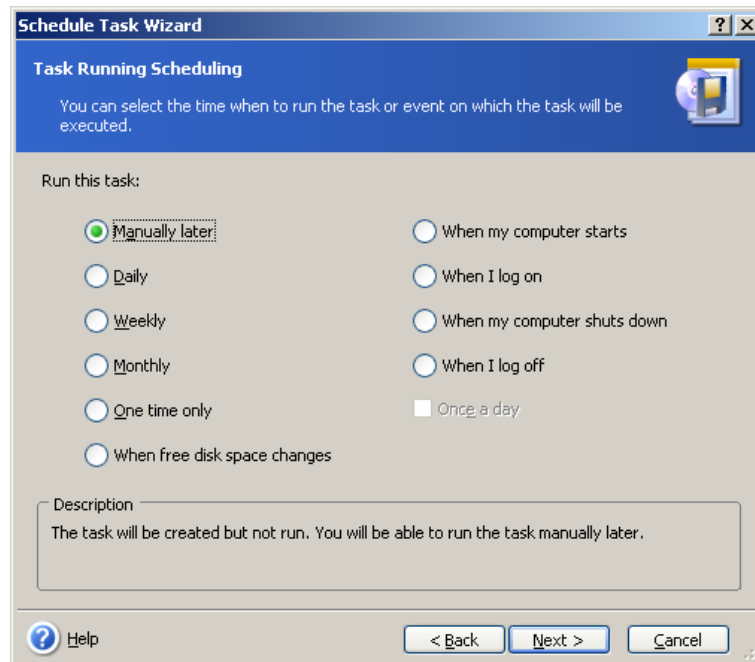 Schedule Task Wizard
Task Running Scheduling
You can select the time when to run the task or event on which the task will be
executed.
Run this task:
Manually later
Daily
Weekly
Monthly
One time only
When free disk space changes
When my computer starts
When I log on
When my computer shuts down
When I log off
Once a day
Description
The task will be created but not run. You will be able to run the task manually later.
Help
< Back
Next >
Cancel